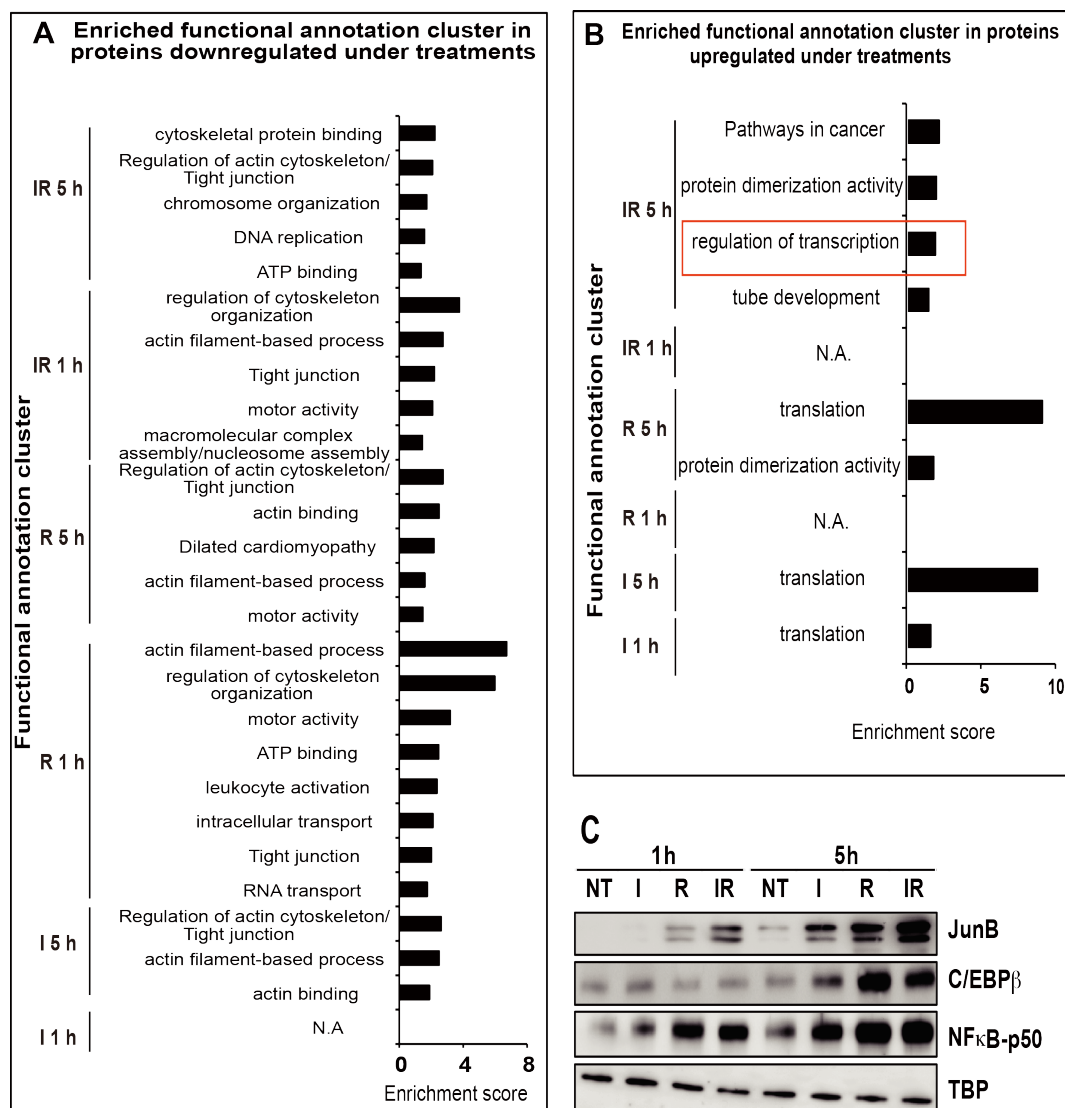 A Enriched functional annotation cluster in
proteins downregulated under treatments
Functional annotation cluster
IR 5 h
cytoskeletal protein binding
Regulation of actin cytoskeleton/
Tight junction
chromosome organization
DNA replication
ATP binding
IR 1 h
regulation of cytoskeleton
organization
actin filament-based process
Tight junction
motor activity
macromolecular complex
assembly/nucleosome assembly
R 5 h
Regulation of actin cytoskeleton/
Tight junction
actin binding
Dilated cardiomyopathy
actin filament-based process
motor activity
R 1 h
actin filament-based process
regulation of cytoskeleton
organization
motor activity
ATP binding
leukocyte activation
intracellular transport
Tight junction
RNA transport
I 5 h
Regulation of actin cytoskeleton/
Tight junction
actin filament-based process
actin binding
I 1 h
N.A
0 4 8
Enrichment score
B Enriched functional annotation cluster in proteins
upregulated under treatments
Functional annotation cluster
IR 5 h
Pathways in cancer
protein dimerization activity
regulation of transcription
tube development
IR 1 h
N.A.
R 5 h
translation
protein dimerization activity
R 1 h
N.A.
I 5 h
translation
I 1 h
translation
0 5 10
Enrichment score
C
1h 5h
NT I R IR NT I R IR
JunB
C/EBPβ
NFκB-p50
TBP